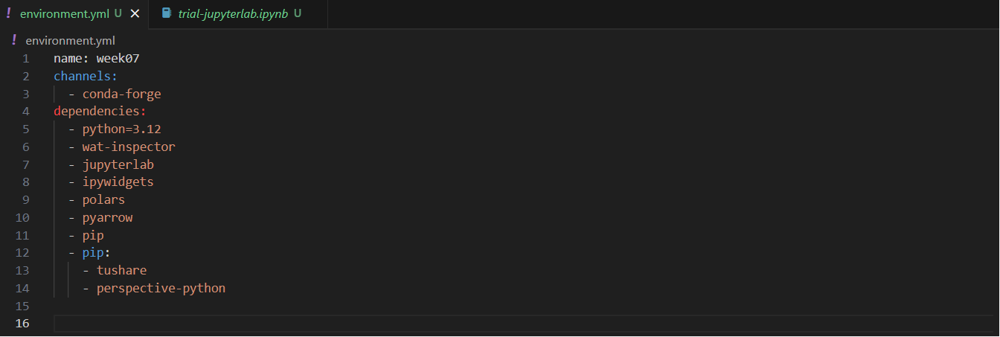 ! environment.yml U × trial-jupyterlab.ipynb U
! environment.yml
1 name: week07
2 channels:
3   - conda-forge
4 dependencies:
5   - python=3.12
6   - wat-inspector
7   - jupyterlab
8   - ipywidgets
9   - polars
10   - pyarrow
11   - pip
12   - pip:
13     - tushare
14     - perspective-python
15
16